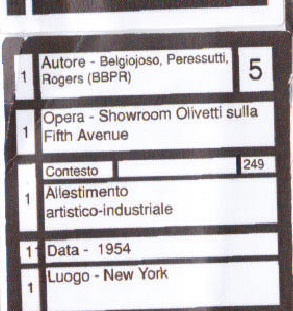 1 Autore - Belgiojoso, Peressutti,
Rogers (BBPR)
5
1 Opera - Showroom Olivetti sulla
Fifth Avenue
Contesto 249
1 Allestimento
artistico-industriale
1 Data - 1954
1 Luogo - New York